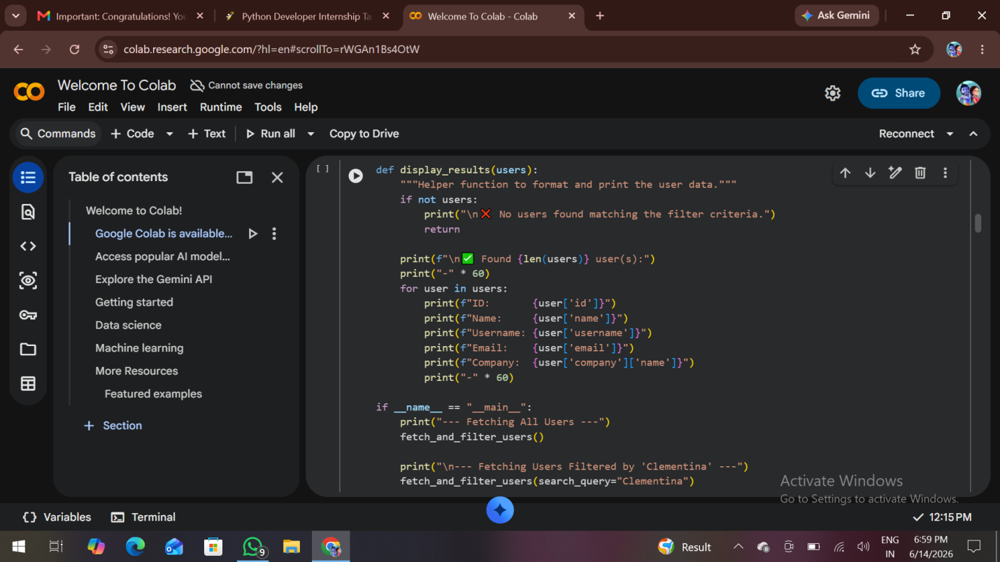 Important: Congratulations! Yo
Python Developer Internship Ta
Welcome To Colab - Colab
Ask Gemini
colab.research.google.com/?hl=en#scrollTo=rWGAn1Bs4OtW
Welcome To Colab
Cannot save changes
File Edit View Insert Runtime Tools Help
Share
Commands + Code + Text Run all Copy to Drive
Reconnect
Table of contents
Welcome to Colab!
Google Colab is available...
Access popular AI model...
Explore the Gemini API
Getting started
Data science
Machine learning
More Resources
Featured examples
+ Section
[ ]
def display_results(users):
"""Helper function to format and print the user data."""
if not users:
print("\n❌ No users found matching the filter criteria.")
return
print(f"\n✅ Found {len(users)} user(s):")
print("-" * 60)
for user in users:
print(f"ID:       {user['id']}")
print(f"Name:     {user['name']}")
print(f"Username: {user['username']}")
print(f"Email:    {user['email']}")
print(f"Company:  {user['company']['name']}")
print("-" * 60)
if __name__ == "__main__":
print("--- Fetching All Users ---")
fetch_and_filter_users()
print("\n--- Fetching Users Filtered by 'Clementina' ---")
fetch_and_filter_users(search_query="Clementina")
Activate Windows
Go to Settings to activate Windows.
{} Variables
Terminal
✓ 12:15 PM
9
Result
ENG
IN
6:59 PM
6/14/2026